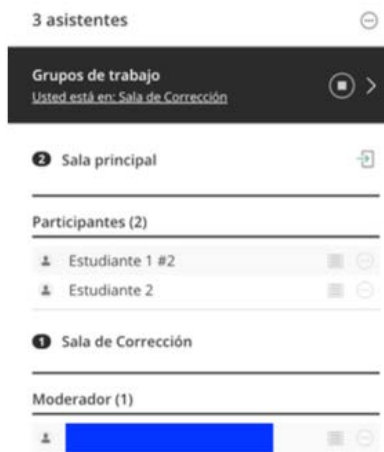 3 asistentes
Grupos de trabajo
Usted está en: Sala de Corrección
2 Sala principal
Participantes (2)
Estudiante 1 #2
Estudiante 2
1 Sala de Corrección
Moderador (1)